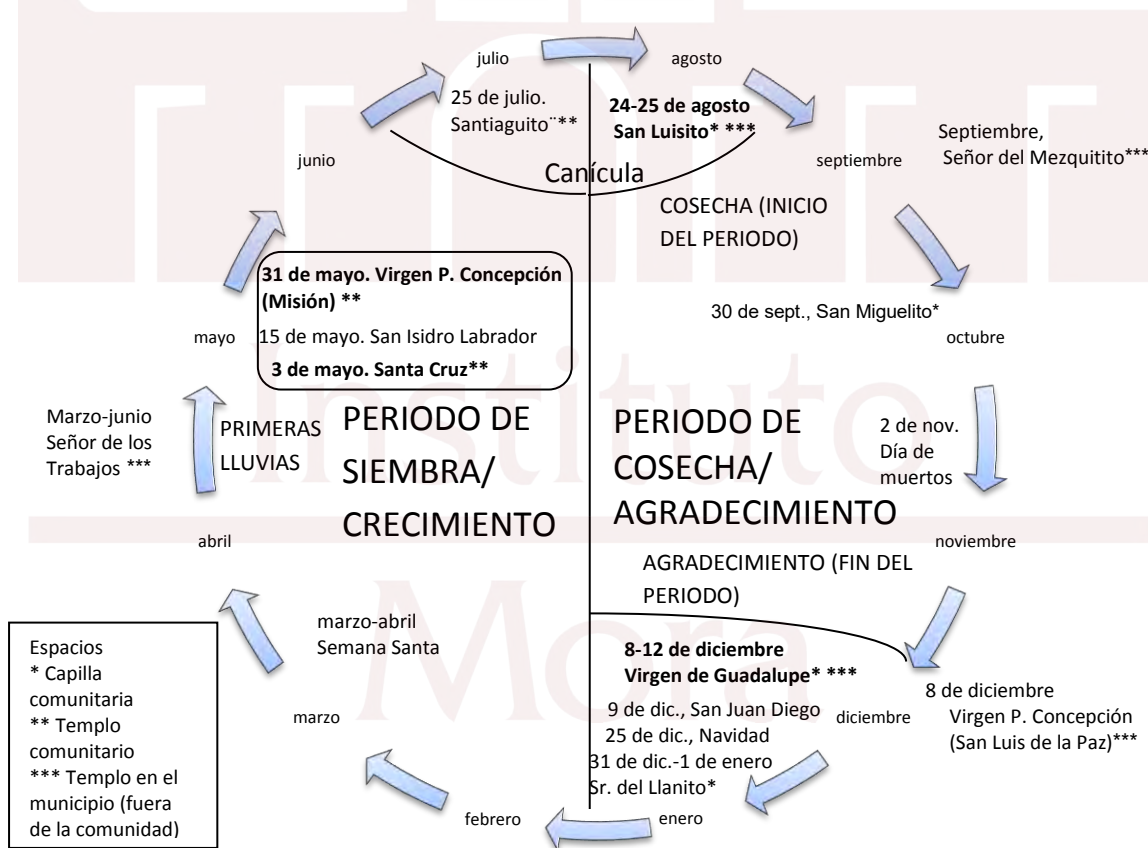 julio
agosto
25 de julio.
Santiaguito¨**
24-25 de agosto
San Luisito* ***
Septiembre,
Señor del Mezquitito***
junio
septiembre
Canícula
COSECHA (INICIO
DEL PERIODO)
31 de mayo. Virgen P. Concepción
(Misión) **
15 de mayo. San Isidro Labrador
3 de mayo. Santa Cruz**
mayo
30 de sept., San Miguelito*
octubre
Instituto
Marzo-junio
Señor de los
Trabajos ***
PRIMERAS
LLUVIAS
PERIODO DE
SIEMBRA/
CRECIMIENTO
PERIODO DE
COSECHA/
AGRADECIMIENTO
2 de nov.
Día de
muertos
abril
noviembre
AGRADECIMIENTO (FIN DEL
PERIODO)
Mora
marzo-abril
Semana Santa
8-12 de diciembre
Virgen de Guadalupe* ***
9 de dic., San Juan Diego
25 de dic., Navidad
31 de dic.-1 de enero
Sr. del Llanito*
diciembre
8 de diciembre
Virgen P. Concepción
(San Luis de la Paz)***
marzo
febrero
enero
Espacios
* Capilla
comunitaria
** Templo
comunitario
*** Templo en el
municipio (fuera
de la comunidad)